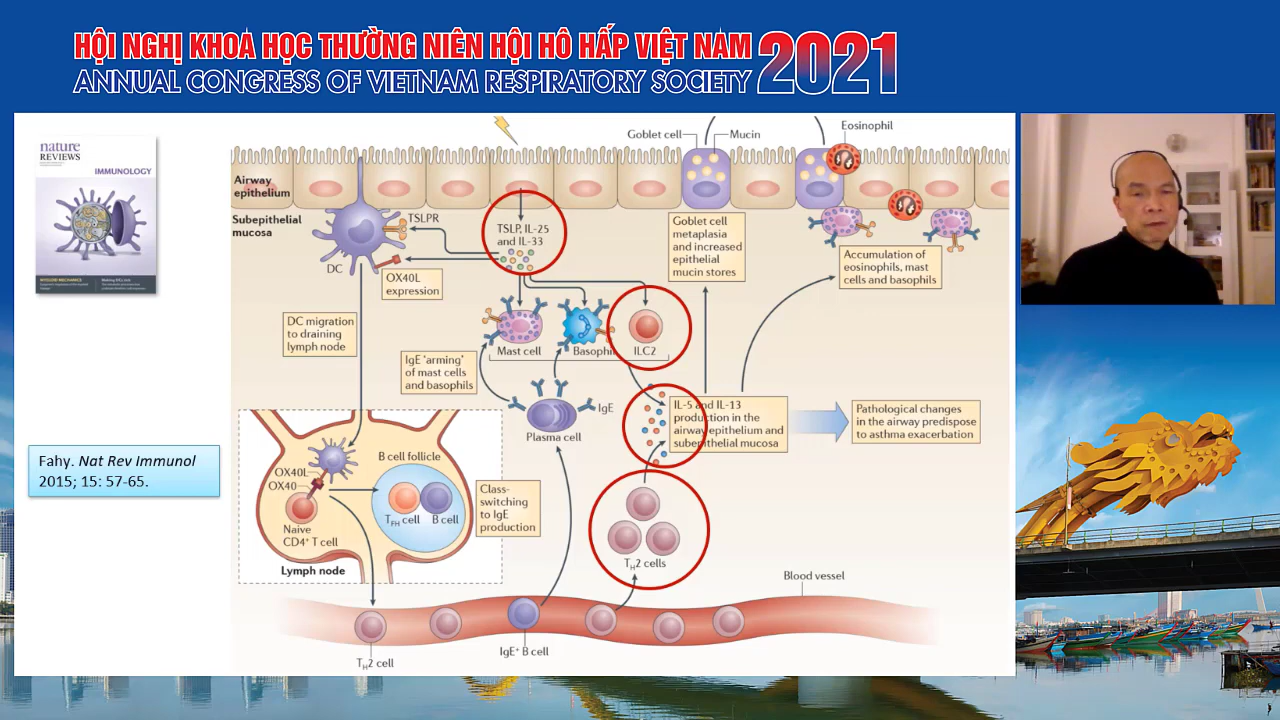 HỘI NGHỊ KHOA HỌC THƯỜNG NIÊN HỘI HÔ HẤP VIỆT NAM 2021
ANNUAL CONGRESS OF VIETNAM RESPIRATORY SOCIETY
nature
REVIEWS
IMMUNOLOGY
Fahy. Nat Rev Immunol
2015; 15: 57-65.
Goblet cell
Mucin
Eosinophil
Airway
epithelium
Subepithelial
mucosa
TSLPR
TSLP, IL-25
and IL-33
DC
OX40L
expression
Goblet cell
metaplasia
and increased
epithelial
mucin stores
Accumulation of
eosinophils, mast
cells and basophils
DC migration
to draining
lymph node
Mast cell
Basophil
ILC2
IgE 'arming'
of mast cells
and basophils
IgE
Plasma cell
IL-5 and IL-13
production in the
airway epithelium and
subepithelial mucosa
Pathological changes
in the airway predispose
to asthma exacerbation
B cell follicle
OX40L
OX40
TFH cell
B cell
Naive
CD4+ T cell
Lymph node
Class-
switching
to IgE
production
TH2 cells
Blood vessel
TH2 cell
IgE+ B cell